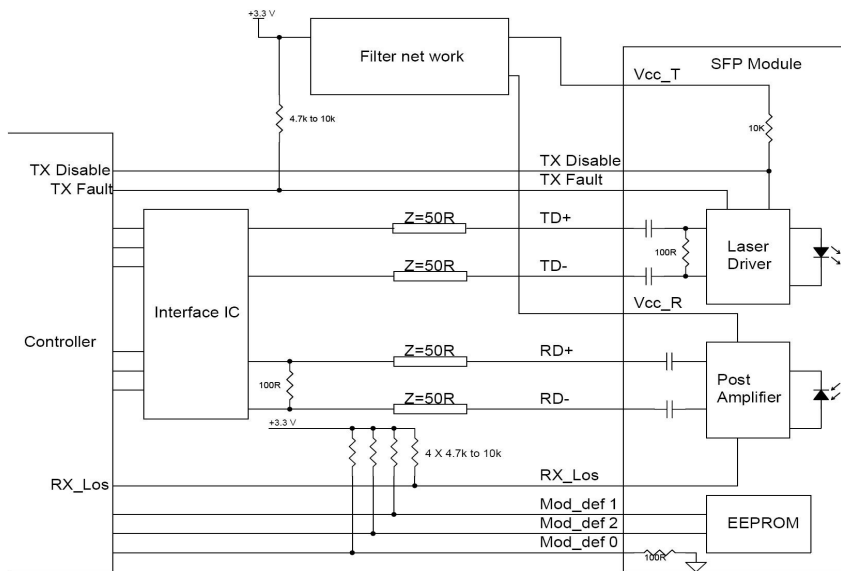 +3.3 V
Filter net work
SFP Module
Vcc_T
4.7k to 10k
10K
TX Disable
TX Disable
TX Fault
TX Fault
Z=50R
TD+
100R
Laser
Driver
Z=50R
TD-
Interface IC
Vcc_R
Controller
Z=50R
RD+
100R
Post
Amplifier
Z=50R
RD-
+3.3 V
4 X 4.7k to 10k
RX_Los
RX_Los
Mod_def 1
Mod_def 2
EEPROM
Mod_def 0
100R